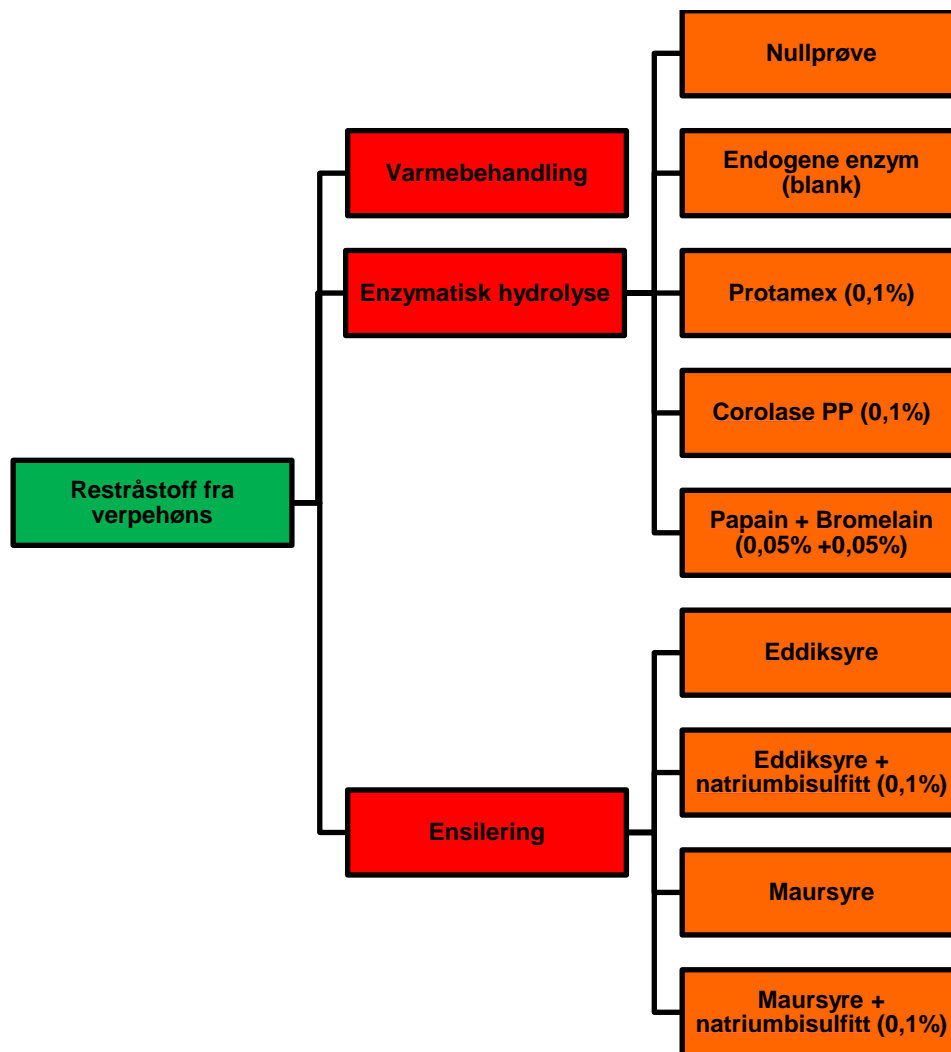 Restråstoff fra
verpehøns
Varmebehandling
Enzymatisk hydrolyse
Ensilering
Nullprøve
Endogene enzym
(blank)
Protamex (0,1%)
Corolase PP (0,1%)
Papain + Bromelain
(0,05% +0,05%)
Eddiksyre
Eddiksyre +
natriumbisulfitt (0,1%)
Maursyre
Maursyre +
natriumbisulfitt (0,1%)